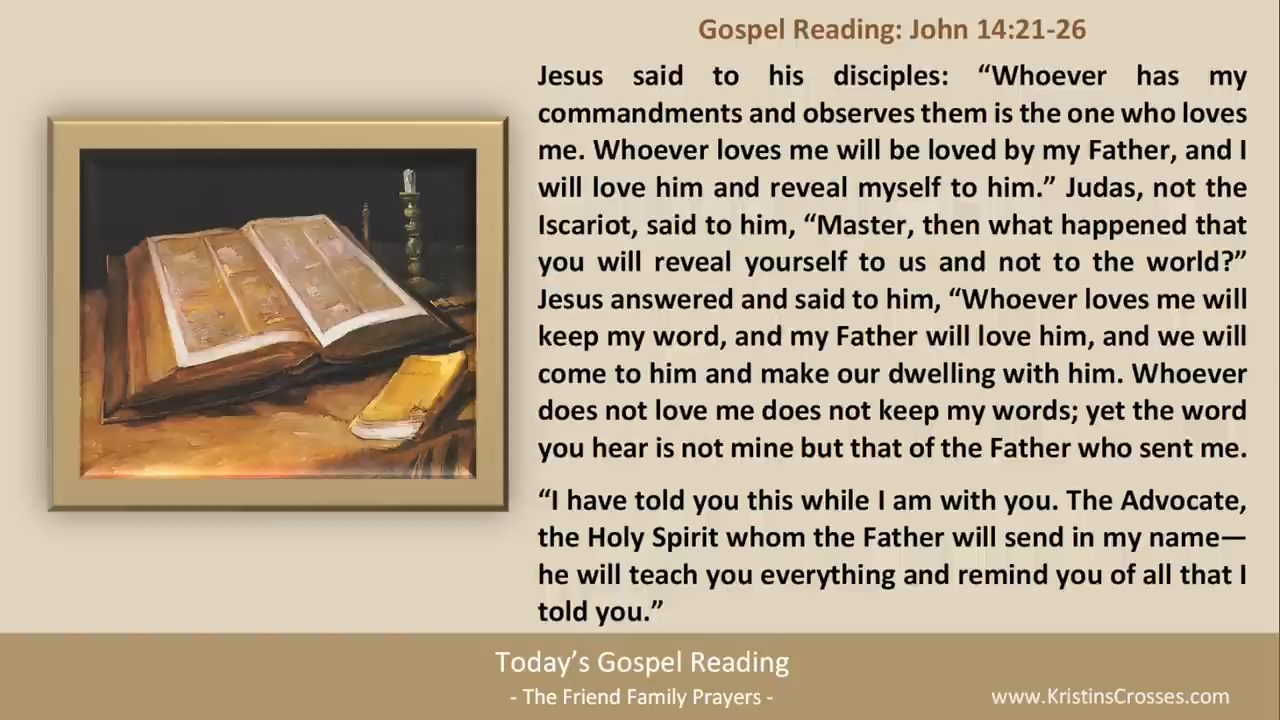 Gospel Reading: John 14:21-26
Jesus said to his disciples: “Whoever has my
commandments and observes them is the one who loves
me. Whoever loves me will be loved by my Father, and I
will love him and reveal myself to him.” Judas, not the
Iscariot, said to him, “Master, then what happened that
you will reveal yourself to us and not to the world?”
Jesus answered and said to him, “Whoever loves me will
keep my word, and my Father will love him, and we will
come to him and make our dwelling with him. Whoever
does not love me does not keep my words; yet the word
you hear is not mine but that of the Father who sent me.
“I have told you this while I am with you. The Advocate,
the Holy Spirit whom the Father will send in my name—
he will teach you everything and remind you of all that I
told you.”
Today’s Gospel Reading
- The Friend Family Prayers -
www.KristinsCrosses.com